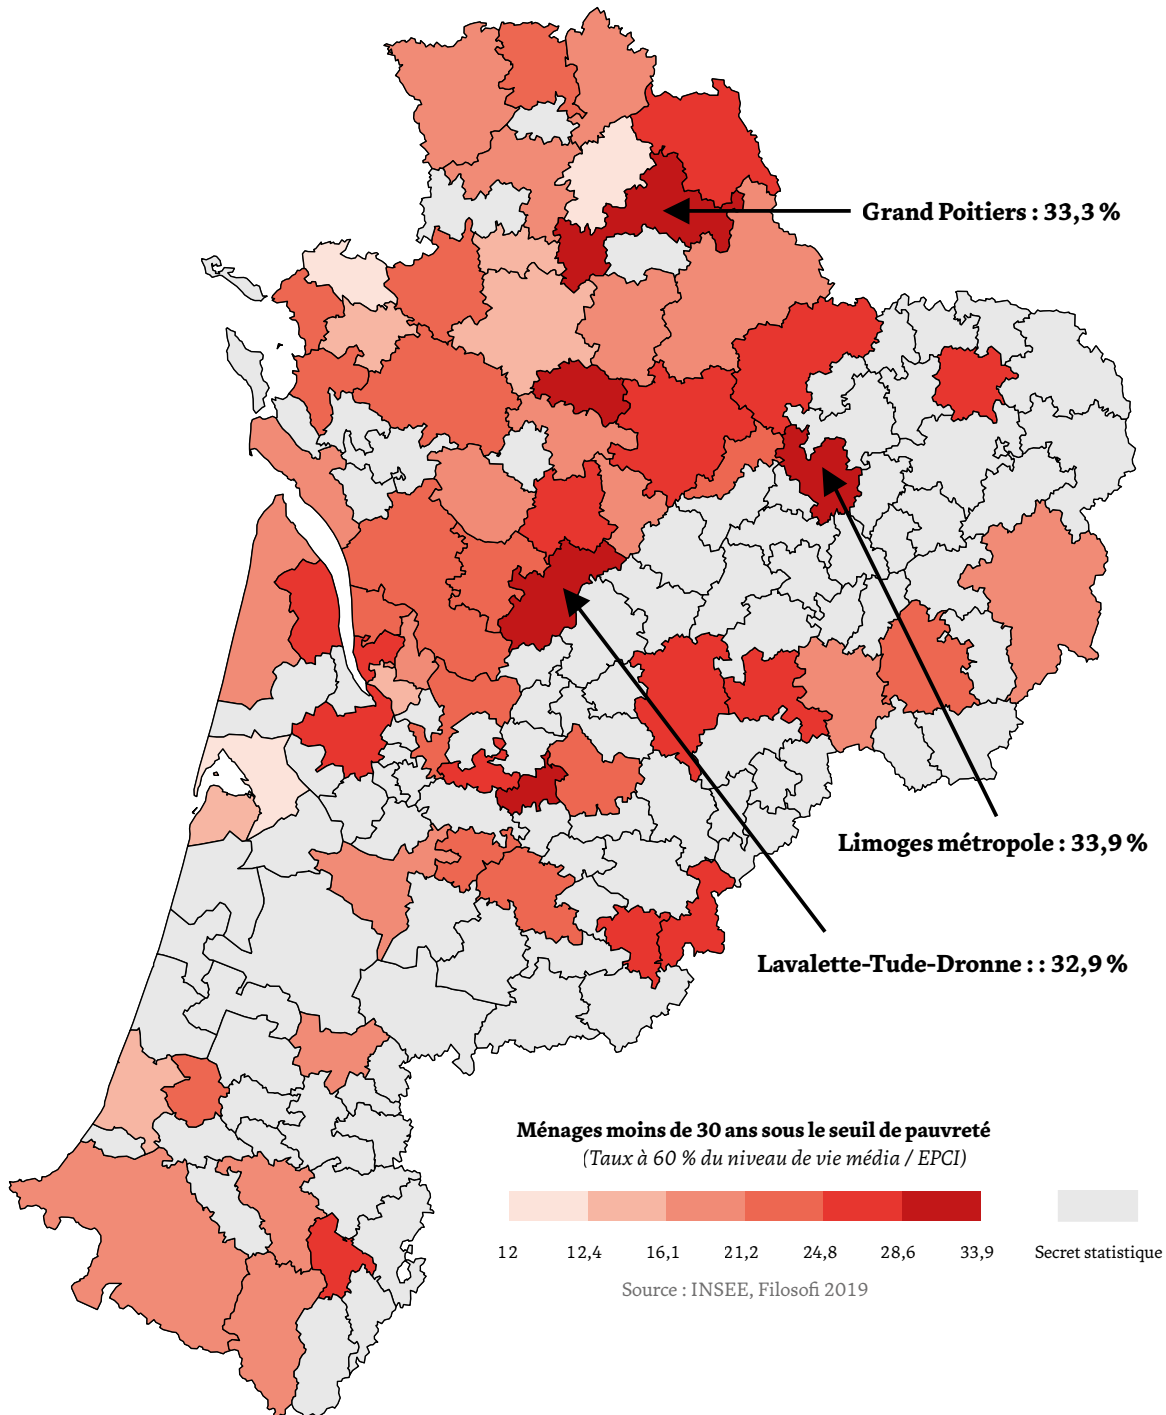 Grand Poitiers : 33,3 %
Limoges métropole : 33,9 %
Lavalette-Tude-Dronne : : 32,9 %
Ménages moins de 30 ans sous le seuil de pauvreté
(Taux à 60 % du niveau de vie média / EPCI)
12 12,4 16,1 21,2 24,8 28,6 33,9 Secret statistique
Source : INSEE, Filosofi 2019